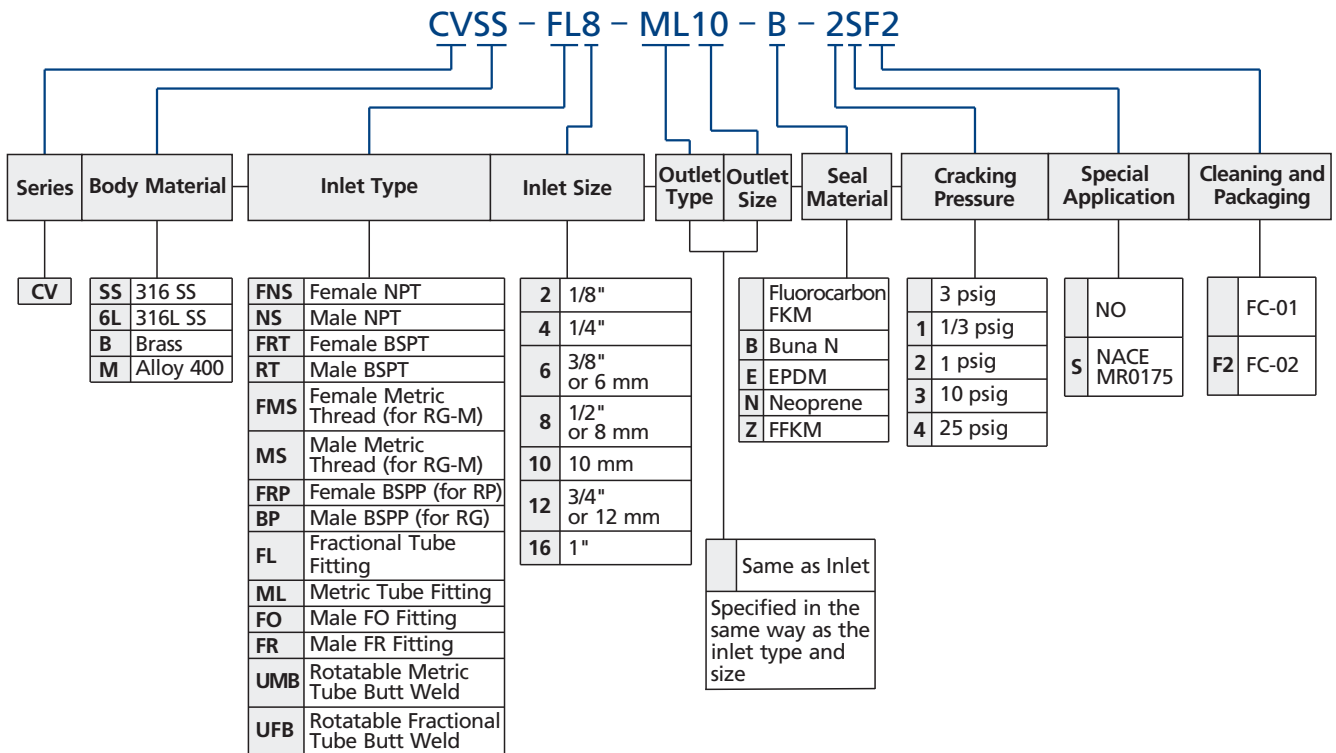 CVSS – FL8 – ML10 – B – 2SF2
Series
Body Material
Inlet Type
Inlet Size
Outlet
Type
Outlet
Size
Seal
Material
Cracking
Pressure
Special
Application
Cleaning and
Packaging
CV
SS 316 SS
6L 316L SS
B Brass
M Alloy 400
FNS Female NPT
NS Male NPT
FRT Female BSPT
RT Male BSPT
FMS Female Metric
Thread (for RG-M)
MS Male Metric
Thread (for RG-M)
FRP Female BSPP (for RP)
BP Male BSPP (for RG)
FL Fractional Tube
Fitting
ML Metric Tube Fitting
FO Male FO Fitting
FR Male FR Fitting
UMB Rotatable Metric
Tube Butt Weld
UFB Rotatable Fractional
Tube Butt Weld
2 1/8"
4 1/4"
6 3/8"
or 6 mm
8 1/2"
or 8 mm
10 10 mm
12 3/4"
or 12 mm
16 1"
Same as Inlet
Specified in the
same way as the
inlet type and
size
Fluorocarbon
FKM
B Buna N
E EPDM
N Neoprene
Z FFKM
3 psig
1 1/3 psig
2 1 psig
3 10 psig
4 25 psig
NO
S NACE
MR0175
FC-01
F2 FC-02